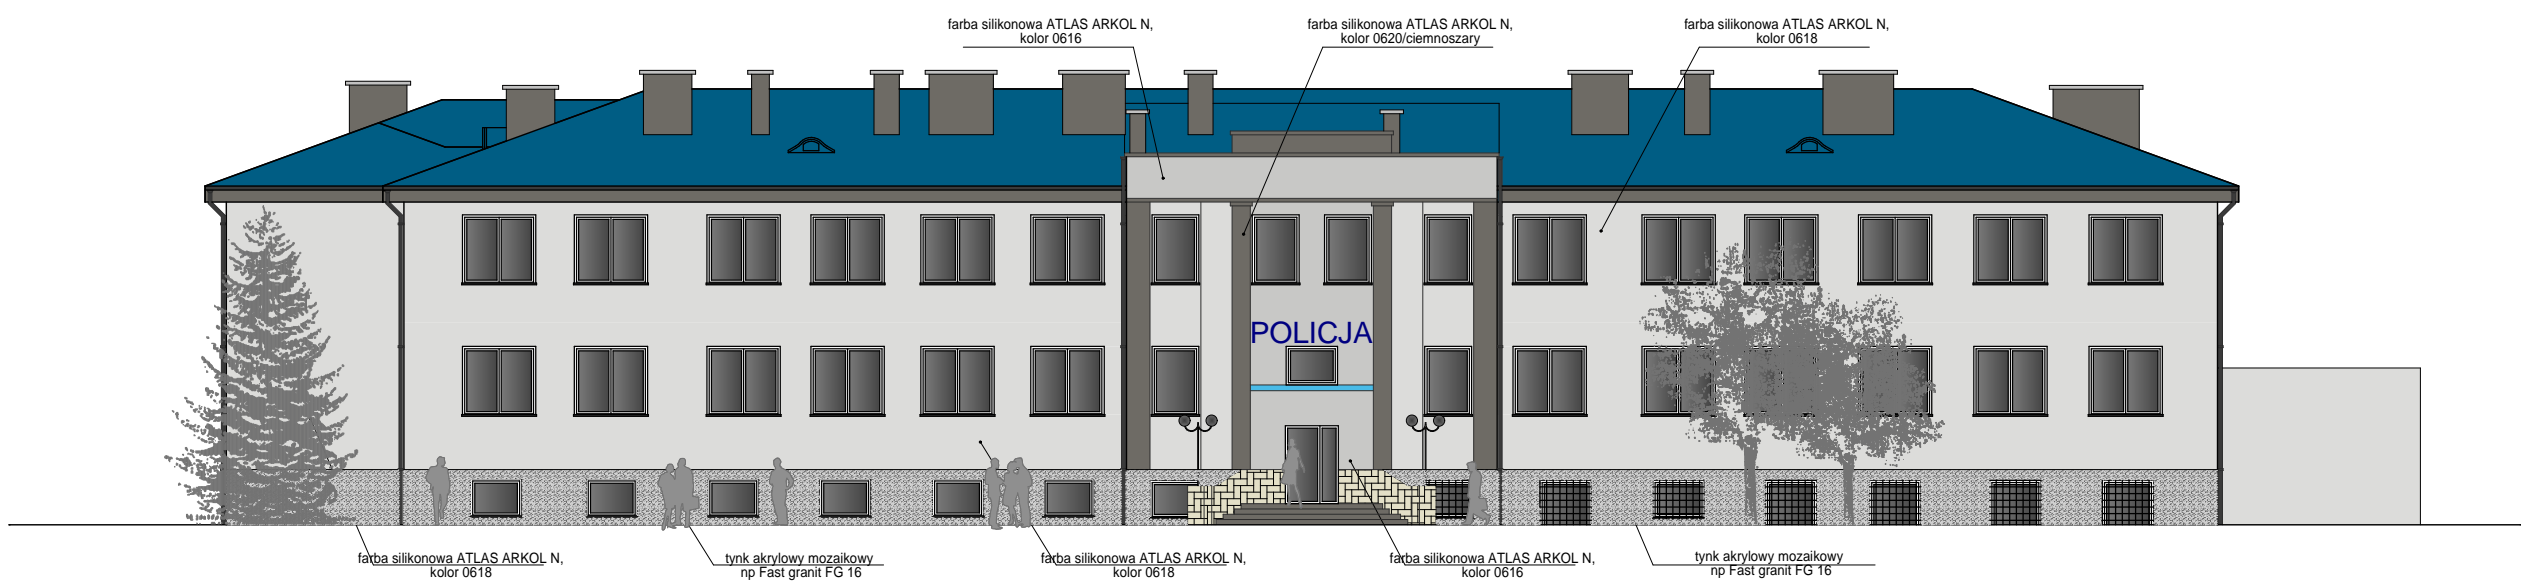 farba silikonowa ATLAS ARKOL N,
kolor 0616
farba silikonowa ATLAS ARKOL N,
kolor 0620/ciemnoszary
farba silikonowa ATLAS ARKOL N,
kolor 0618
POLICJA
farba silikonowa ATLAS ARKOL N,
kolor 0618
tynk akrylowy mozaikowy
np Fast granit FG 16
farba silikonowa ATLAS ARKOL N,
kolor 0618
farba silikonowa ATLAS ARKOL N,
kolor 0616
tynk akrylowy mozaikowy
np Fast granit FG 16